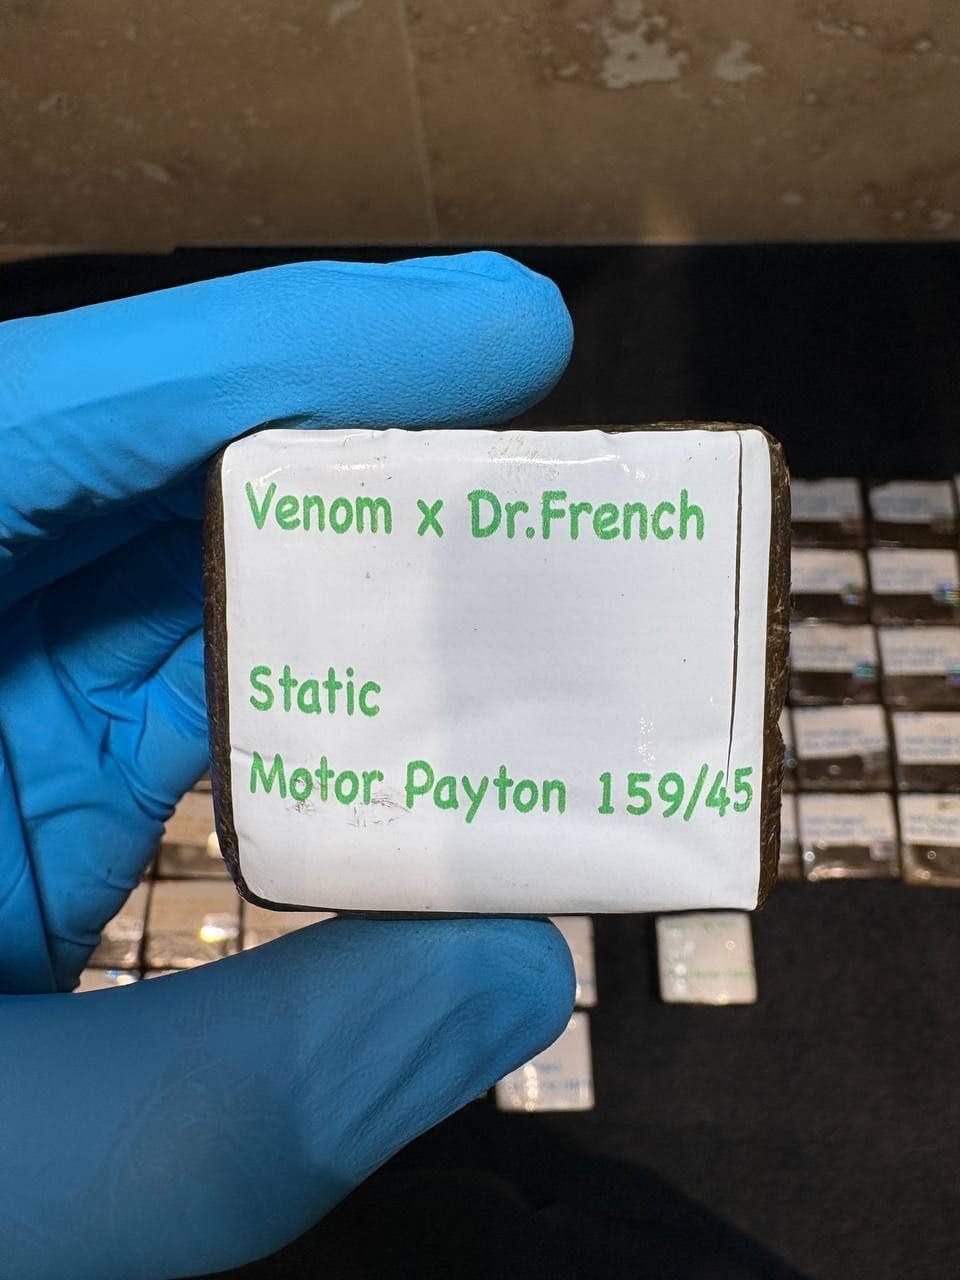 Venom x Dr.French
Static
Motor Payton 159/45